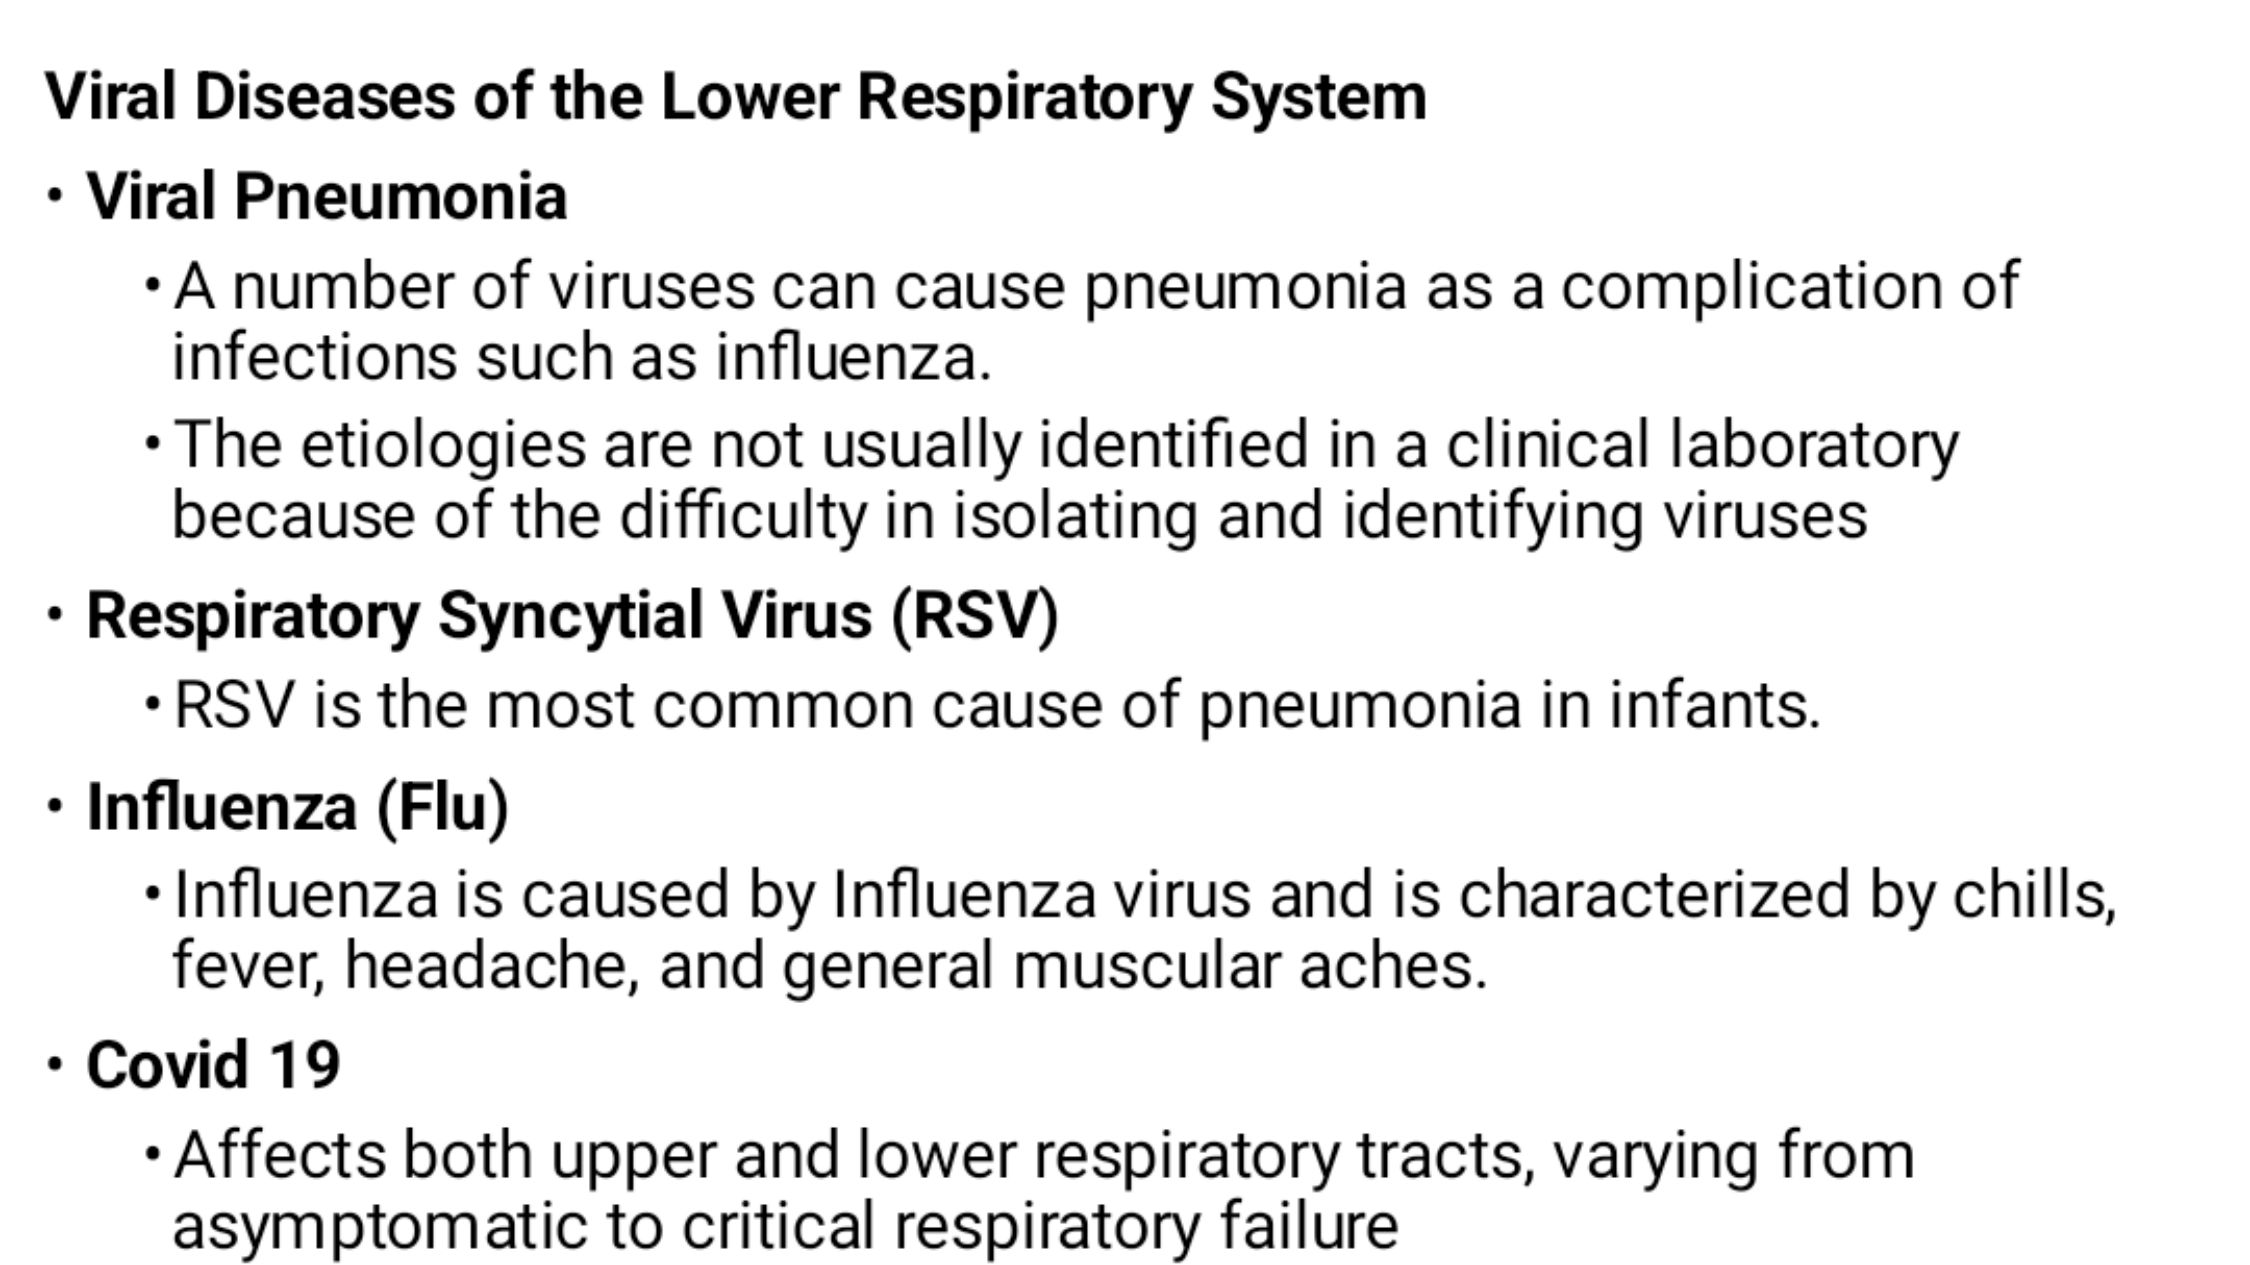 Viral Diseases of the Lower Respiratory System
• Viral Pneumonia
• A number of viruses can cause pneumonia as a complication of
infections such as influenza.
• The etiologies are not usually identified in a clinical laboratory
because of the difficulty in isolating and identifying viruses
• Respiratory Syncytial Virus (RSV)
• RSV is the most common cause of pneumonia in infants.
• Influenza (Flu)
• Influenza is caused by Influenza virus and is characterized by chills,
fever, headache, and general muscular aches.
• Covid 19
• Affects both upper and lower respiratory tracts, varying from
asymptomatic to critical respiratory failure